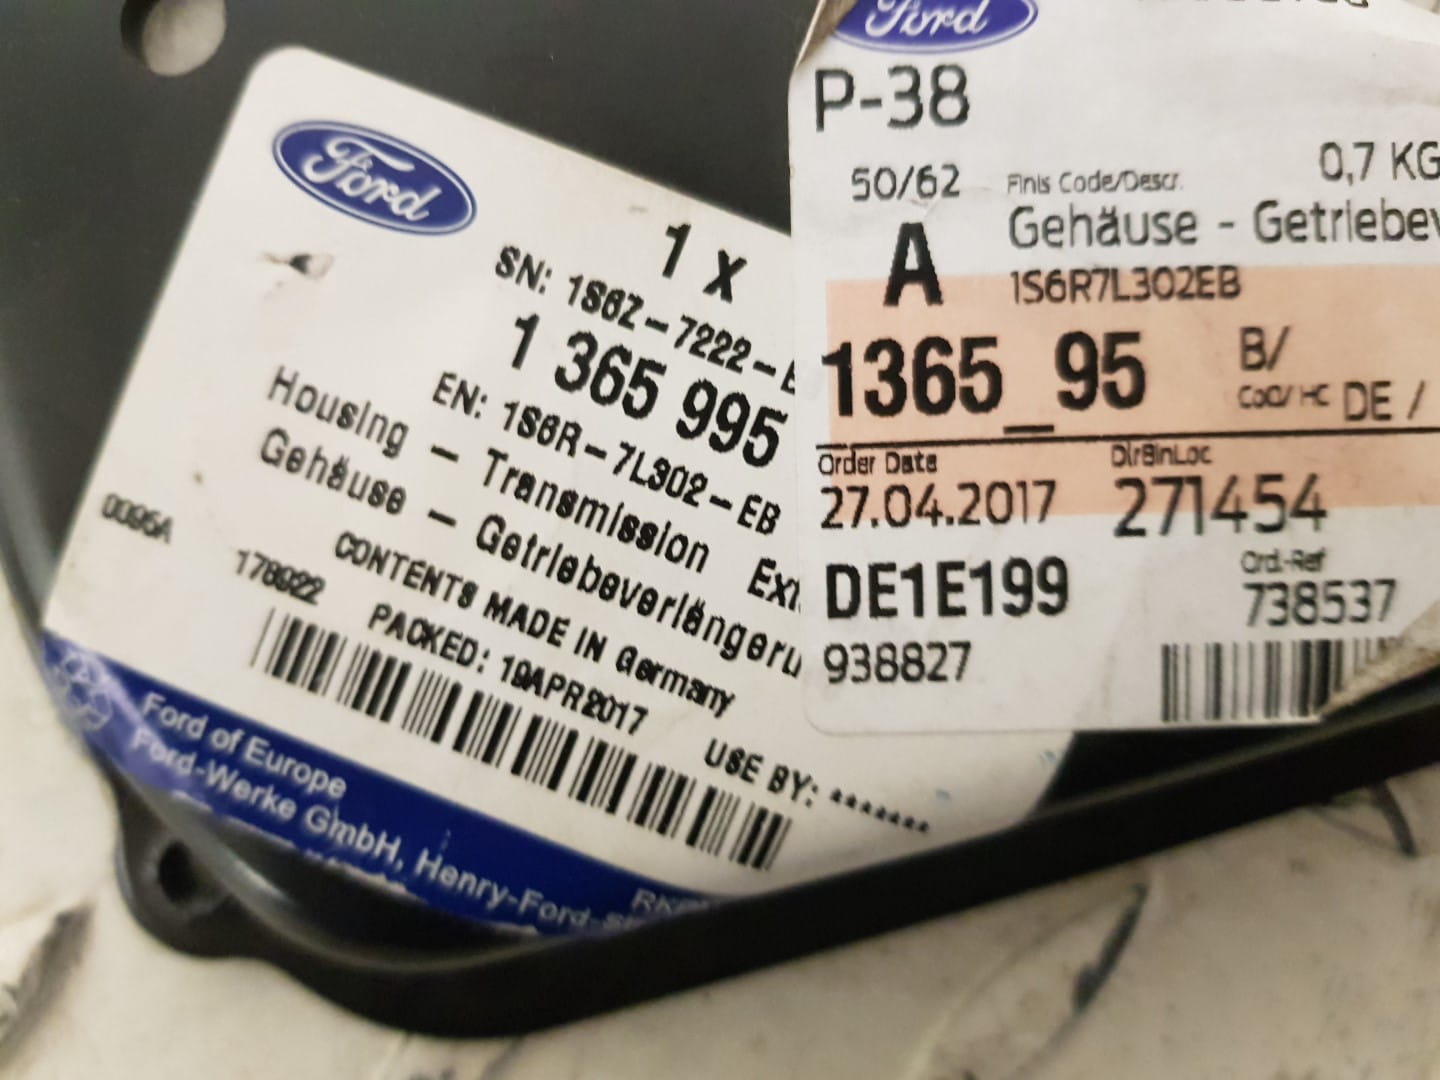 Ford
1 x
SN: 1S6Z-7222-
1 365 995
EN: 1S6R-7L302-EB
Housing - Transmission Ext
Gehäuse - Getriebeverlängeru
CONTENTS MADE IN Germany
0095A
178922 PACKED: 19APR2017
USE BY: *******
Ford of Europe
Ford-Werke GmbH, Henry-Ford-S
Ford
P-38
0,7 KG
50/62 Finis Code/Descr.
A Gehäuse - Getriebev
1S6R7L302EB
1365_95 B/
DE /
Order Date DlrBinLoc
27.04.2017 271454
DE1E199 Ord.-Ref
738537
938827